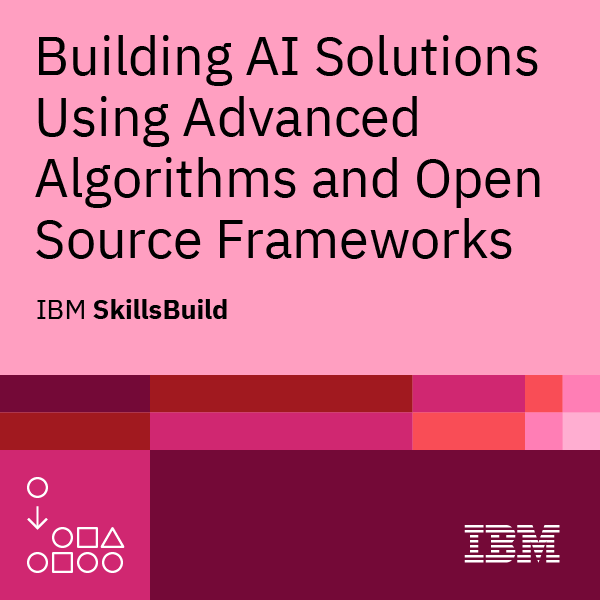 Building AI Solutions
Using Advanced
Algorithms and Open
Source Frameworks
IBM SkillsBuild
IBM